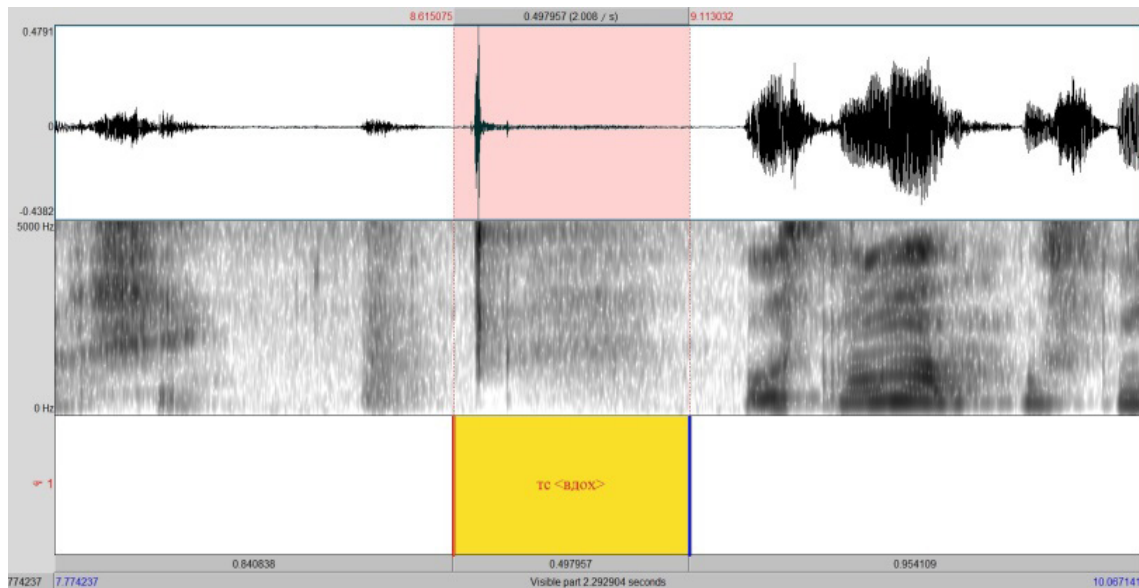 8.615075 0.497957 (2.008 / s) 9.113032
0.4791
0
-0.4382
5000 Hz
0 Hz
1 тс <вдох>
0.840838 0.497957 0.954109
774237 7.774237 Visible part 2.292904 seconds 10.067141